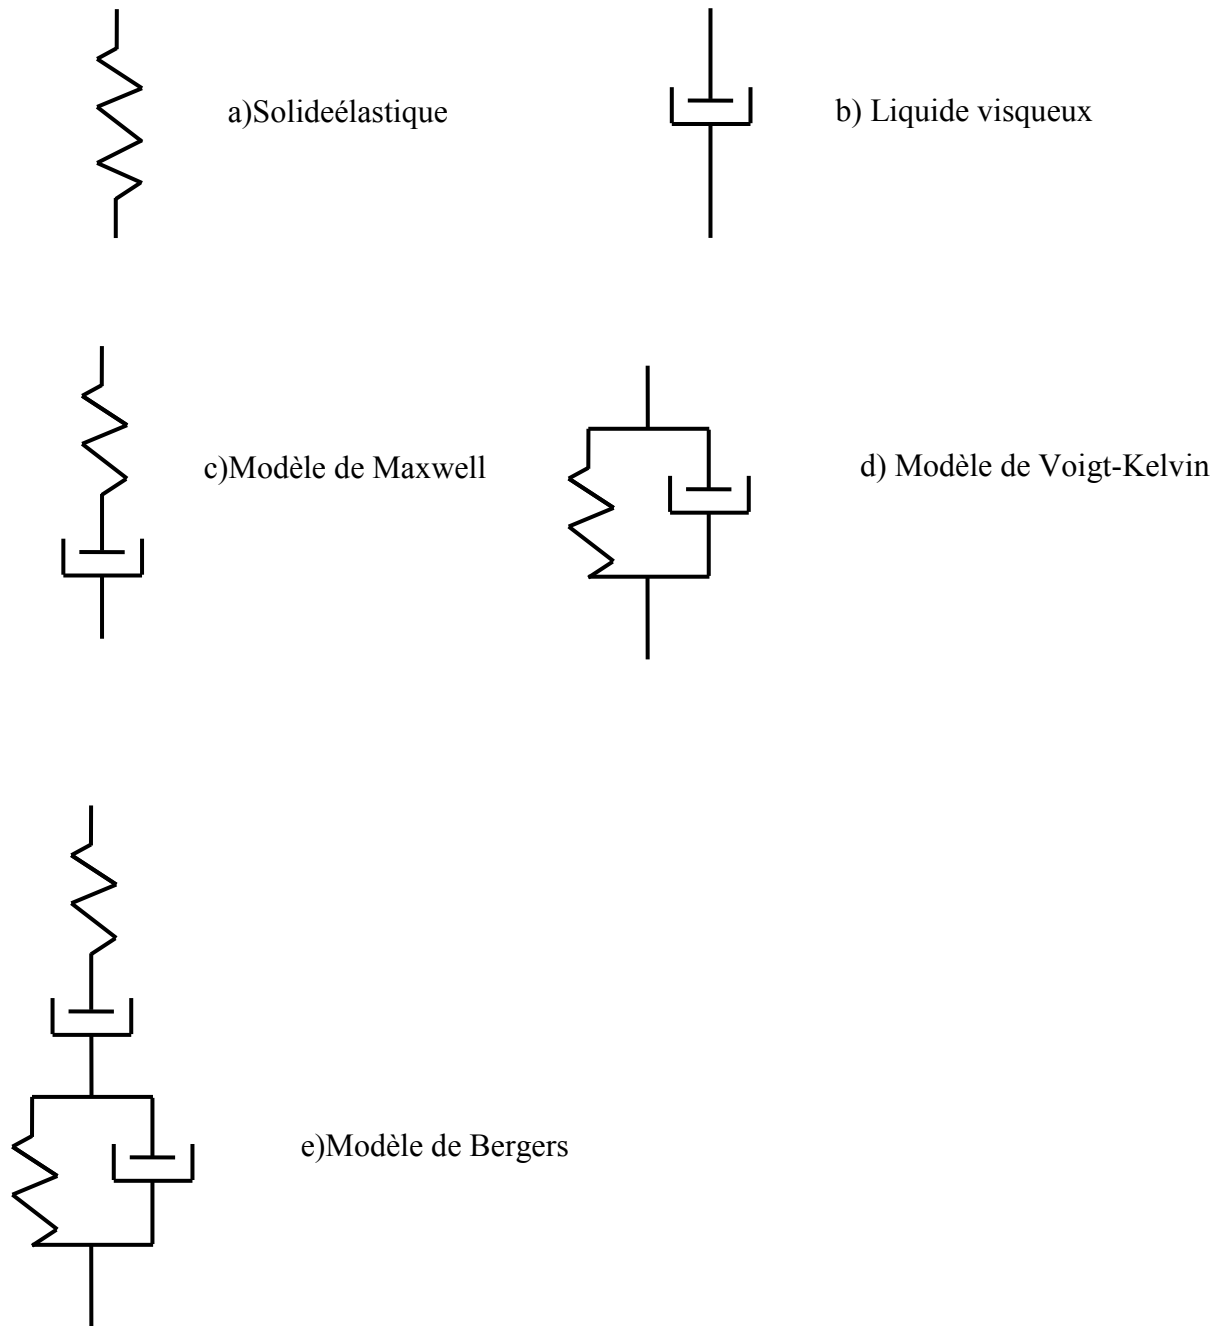 a)Solideélastique
b) Liquide visqueux
c)Modèle de Maxwell
d) Modèle de Voigt-Kelvin
e)Modèle de Bergers